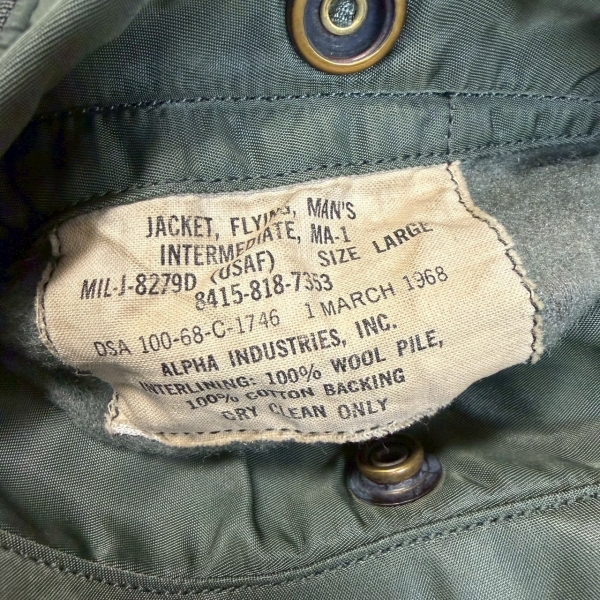 JACKET, FLYING, MAN'S
INTERMEDIATE, MA-1
MIL-J-8279D (USAF) SIZE LARGE
8415-818-7353
DSA 100-68-C-1746 1 MARCH 1968
ALPHA INDUSTRIES, INC.
INTERLINING: 100% WOOL PILE,
100% COTTON BACKING
DRY CLEAN ONLY